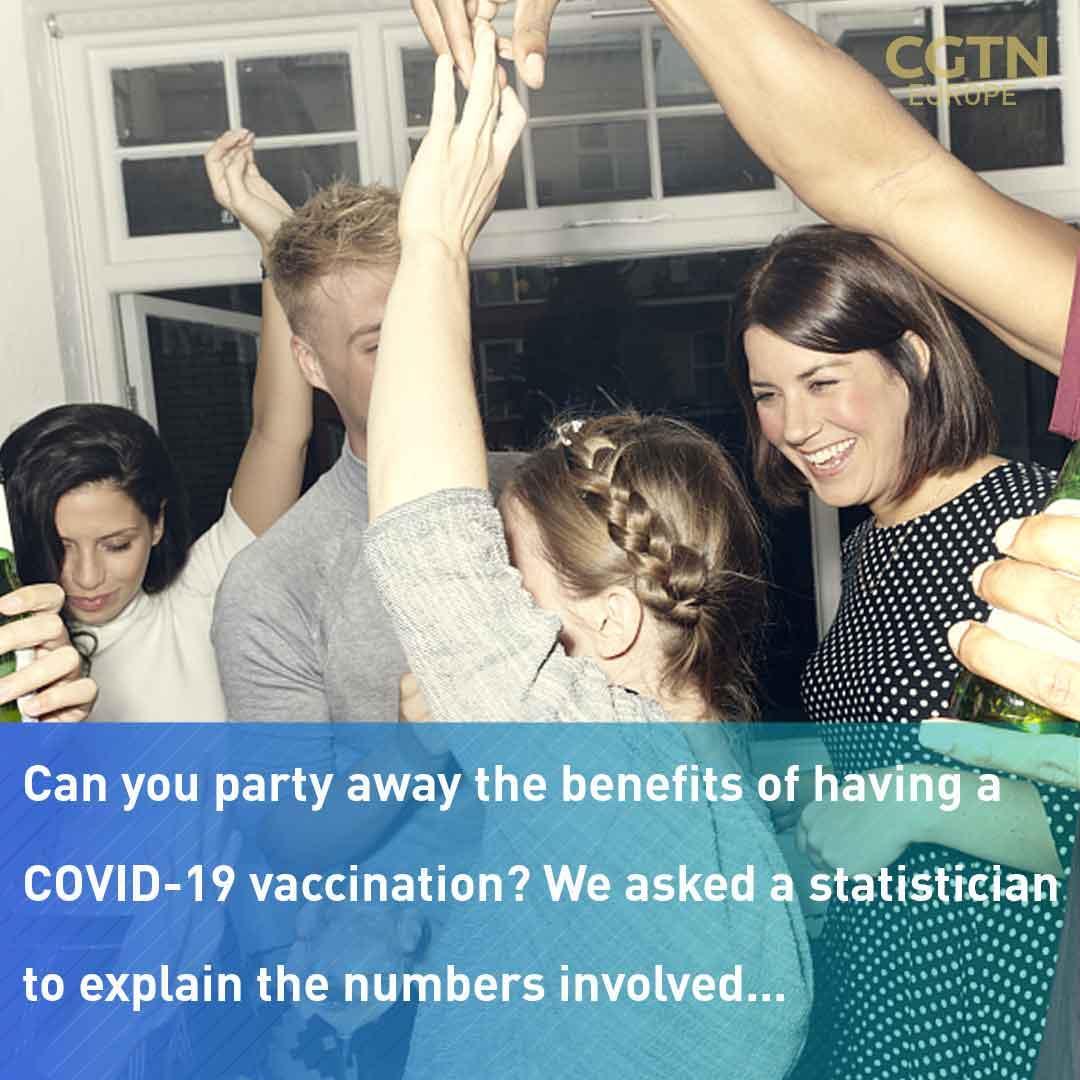 CGTN
EUROPE
Can you party away the benefits of having a
COVID-19 vaccination? We asked a statistician
to explain the numbers involved...